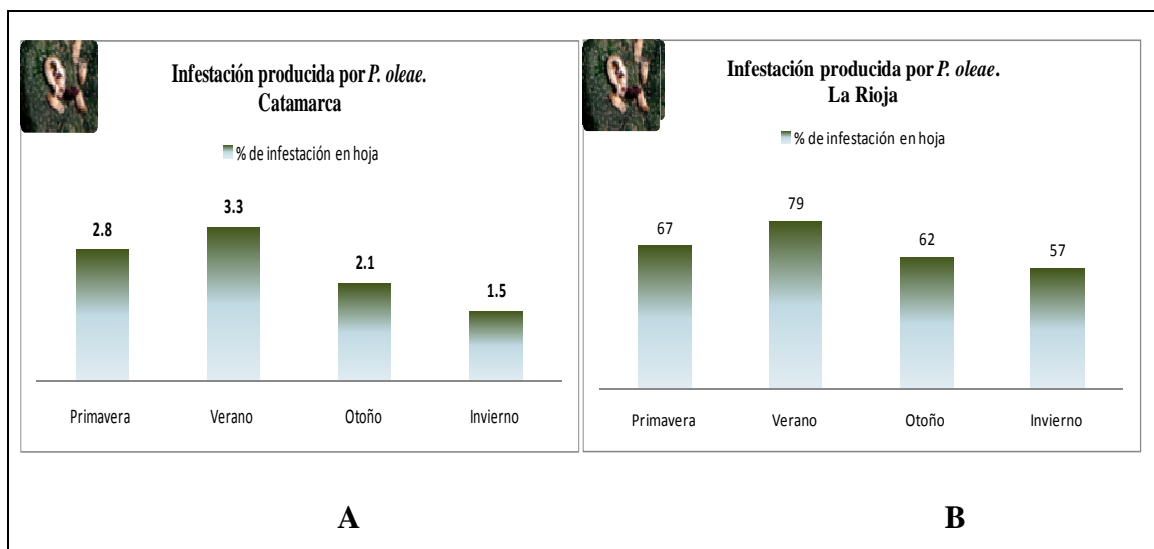 Infestación producida por P. oleae.
Catamarca
% de infestación en hoja
2.8
3.3
2.1
1.5
Primavera
Verano
Otoño
Invierno
A
Infestación producida por P. oleae.
La Rioja
% de infestación en hoja
67
79
62
57
Primavera
Verano
Otoño
Invierno
B